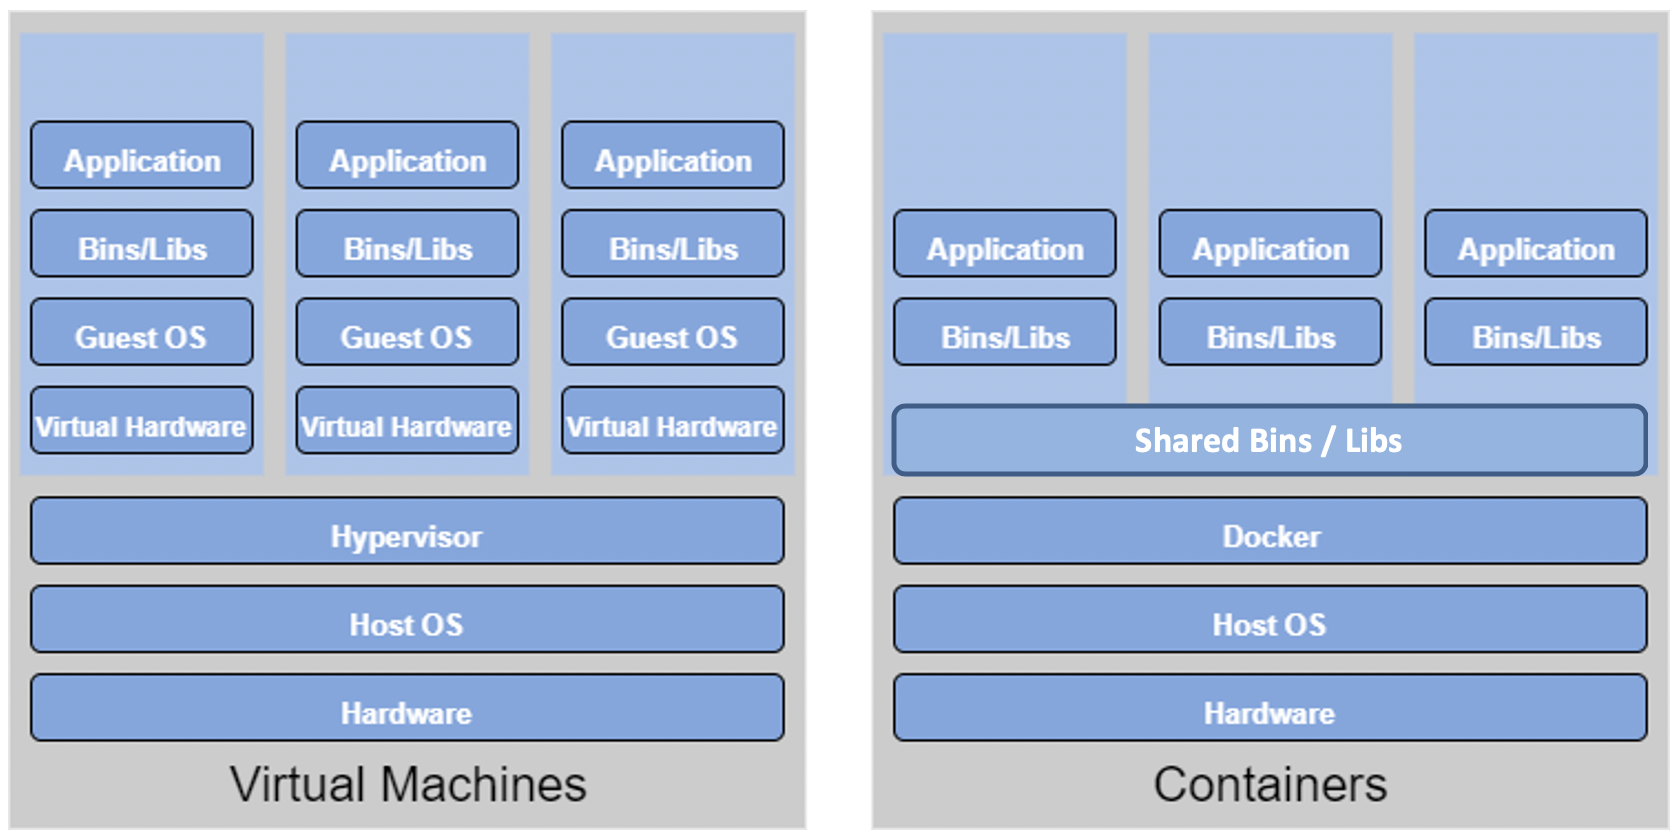 Application Application Application
Bins/Libs Bins/Libs Bins/Libs
Guest OS Guest OS Guest OS
Virtual Hardware Virtual Hardware Virtual Hardware
Hypervisor
Host OS
Hardware
Virtual Machines
Application Application Application
Bins/Libs Bins/Libs Bins/Libs
Shared Bins / Libs
Docker
Host OS
Hardware
Containers